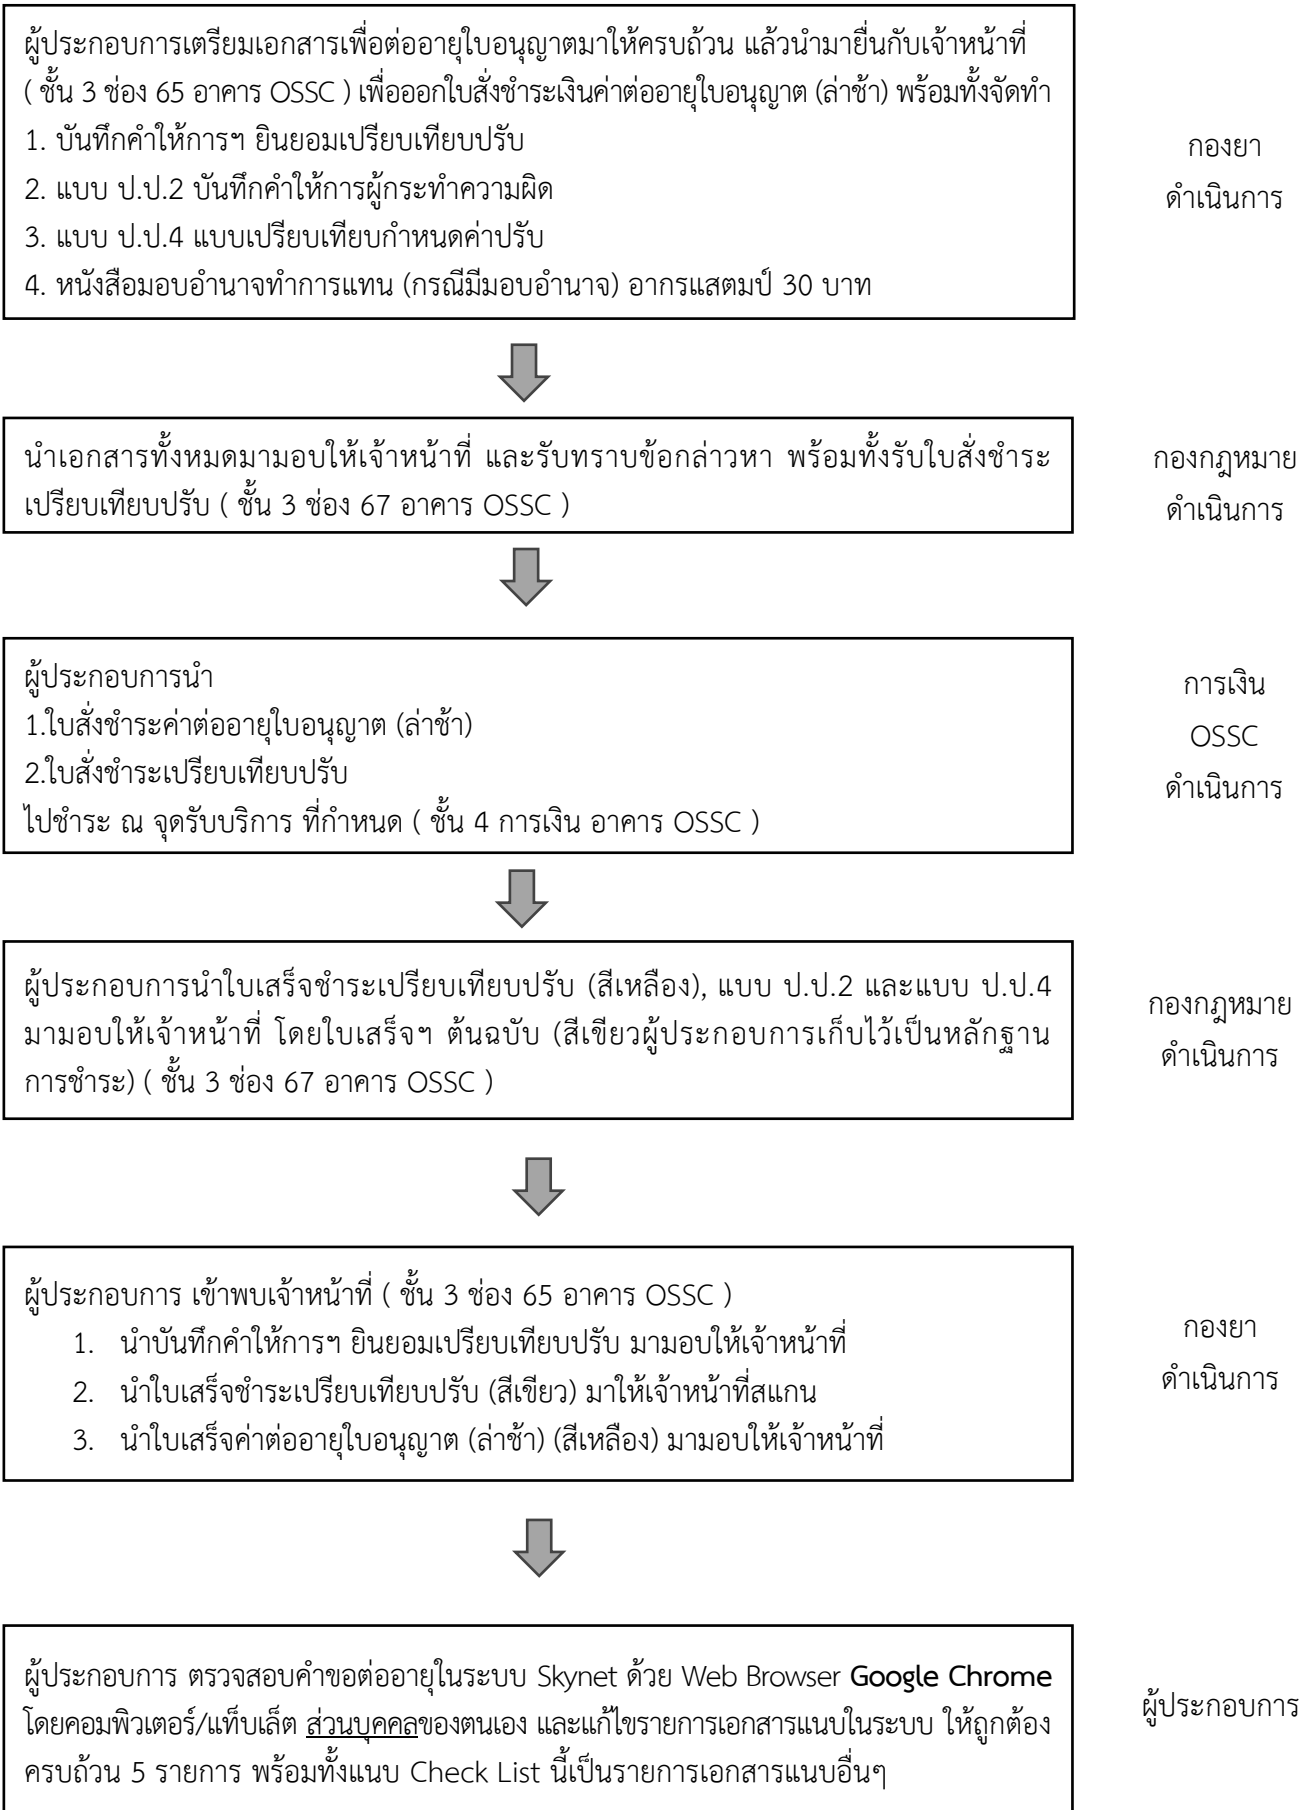 ผู้ประกอบการเตรียมเอกสารเพื่อต่ออายุใบอนุญาตมาให้ครบถ้วน แล้วนำมายื่นกับเจ้าหน้าที่
( ชั้น 3 ช่อง 65 อาคาร OSSC ) เพื่อออกใบสั่งชำระเงินค่าต่ออายุใบอนุญาต (ล่าช้า) พร้อมทั้งจัดทำ
1. บันทึกคำให้การฯ ยินยอมเปรียบเทียบปรับ
2. แบบ ป.ป.2 บันทึกคำให้การผู้กระทำความผิด
3. แบบ ป.ป.4 แบบเปรียบเทียบกำหนดค่าปรับ
4. หนังสือมอบอำนาจทำการแทน (กรณีมีมอบอำนาจ) อากรแสตมป์ 30 บาท
กองยา
ดำเนินการ
นำเอกสารทั้งหมดมามอบให้เจ้าหน้าที่ และรับทราบข้อกล่าวหา พร้อมทั้งรับใบสั่งชำระ
เปรียบเทียบปรับ ( ชั้น 3 ช่อง 67 อาคาร OSSC )
กองกฎหมาย
ดำเนินการ
ผู้ประกอบการนำ
1.ใบสั่งชำระค่าต่ออายุใบอนุญาต (ล่าช้า)
2.ใบสั่งชำระเปรียบเทียบปรับ
ไปชำระ ณ จุดรับบริการ ที่กำหนด ( ชั้น 4 การเงิน อาคาร OSSC )
การเงิน
OSSC
ดำเนินการ
ผู้ประกอบการนำใบเสร็จชำระเปรียบเทียบปรับ (สีเหลือง), แบบ ป.ป.2 และแบบ ป.ป.4
มามอบให้เจ้าหน้าที่ โดยใบเสร็จฯ ต้นฉบับ (สีเขียวผู้ประกอบการเก็บไว้เป็นหลักฐาน
การชำระ) ( ชั้น 3 ช่อง 67 อาคาร OSSC )
กองกฎหมาย
ดำเนินการ
ผู้ประกอบการ เข้าพบเจ้าหน้าที่ ( ชั้น 3 ช่อง 65 อาคาร OSSC )
1. นำบันทึกคำให้การฯ ยินยอมเปรียบเทียบปรับ มามอบให้เจ้าหน้าที่
2. นำใบเสร็จชำระเปรียบเทียบปรับ (สีเขียว) มาให้เจ้าหน้าที่สแกน
3. นำใบเสร็จค่าต่ออายุใบอนุญาต (ล่าช้า) (สีเหลือง) มามอบให้เจ้าหน้าที่
กองยา
ดำเนินการ
ผู้ประกอบการ ตรวจสอบคำขอต่ออายุในระบบ Skynet ด้วย Web Browser Google Chrome
โดยคอมพิวเตอร์/แท็บเล็ต ส่วนบุคคลของตนเอง และแก้ไขรายการเอกสารแนบในระบบ ให้ถูกต้อง
ครบถ้วน 5 รายการ พร้อมทั้งแนบ Check List นี้เป็นรายการเอกสารแนบอื่นๆ
ผู้ประกอบการ